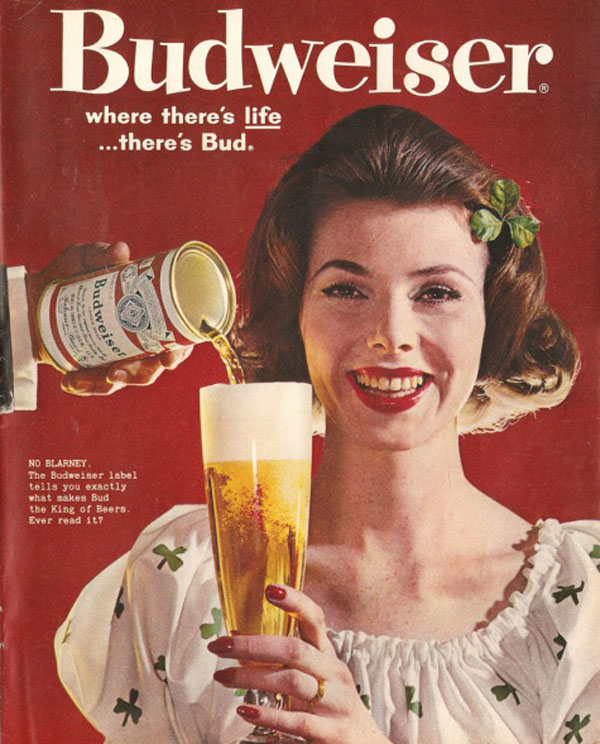 Budweiser®
where there's life
...there's Bud®
Budweiser
NO BLARNEY.
The Budweiser label
tells you exactly
what makes Bud
the King of Beers.
Ever read it?